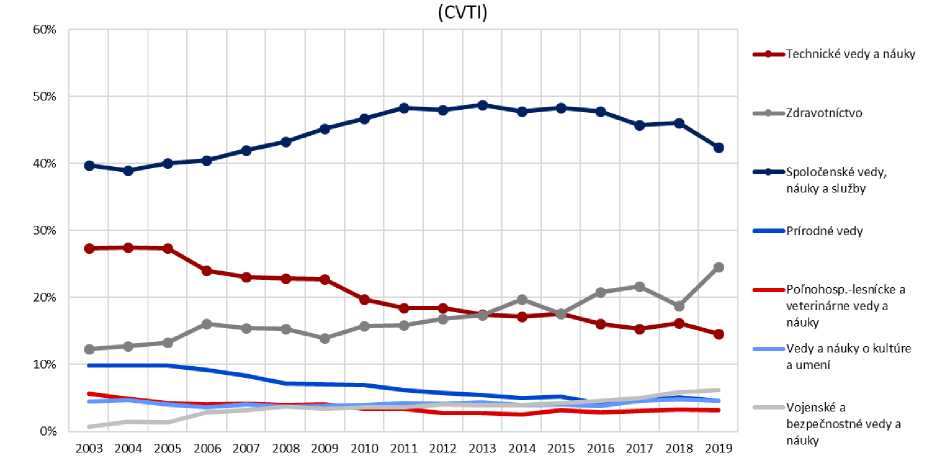 (CVTI)
60%
50%
40%
30%
20%
10%
0%
2003 2004 2005 2006 2007 2008 2009 2010 2011 2012 2013 2014 2015 2016 2017 2018 2019
Technické vedy a náuky
Zdravotníctvo
Spoločenské vedy,
náuky a služby
Prírodné vedy
Poľnohosp.-lesnícke a
veterinárne vedy a
náuky
Vedy a náuky o kultúre
a umení
Vojenské a
bezpečnostné vedy a
náuky